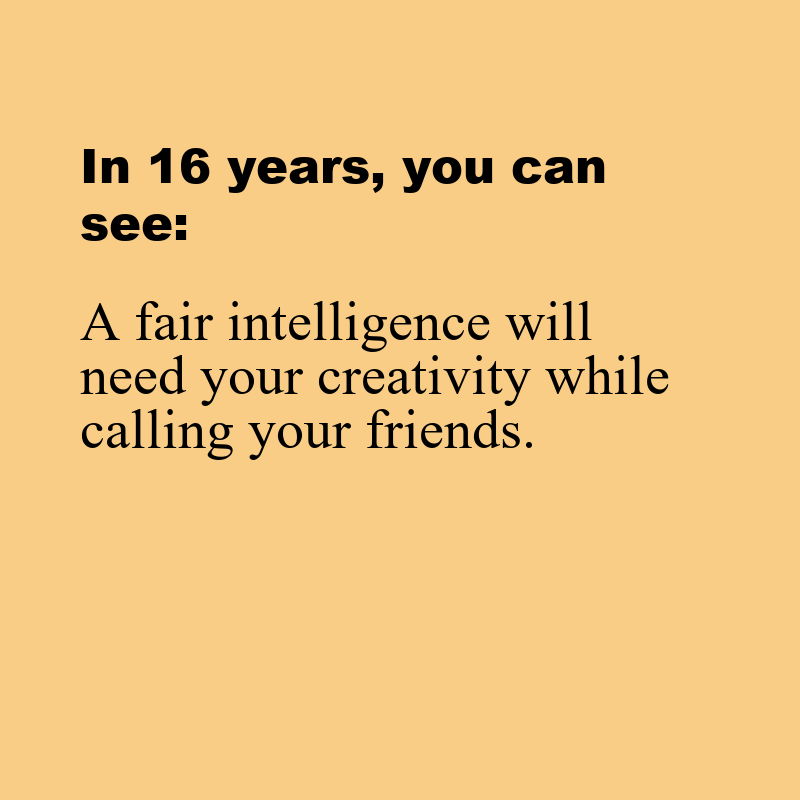 In 16 years, you can
see:
A fair intelligence will
need your creativity while
calling your friends.